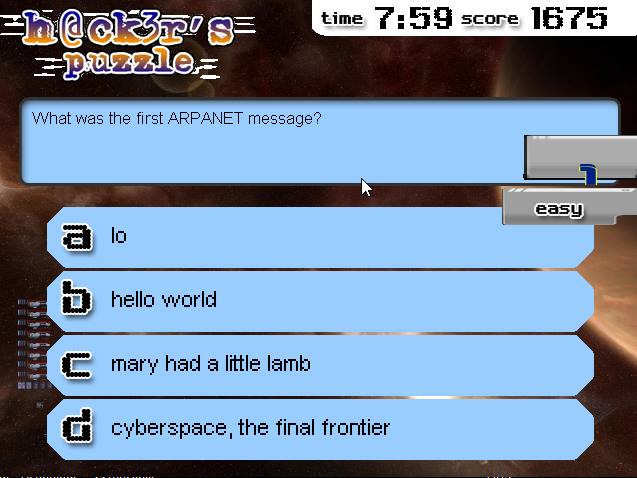 h@ck3r's
puzzle
time 7:59 score 1675
What was the first ARPANET message?
1
easy
a lo
b hello world
c mary had a little lamb
d cyberspace, the final frontier